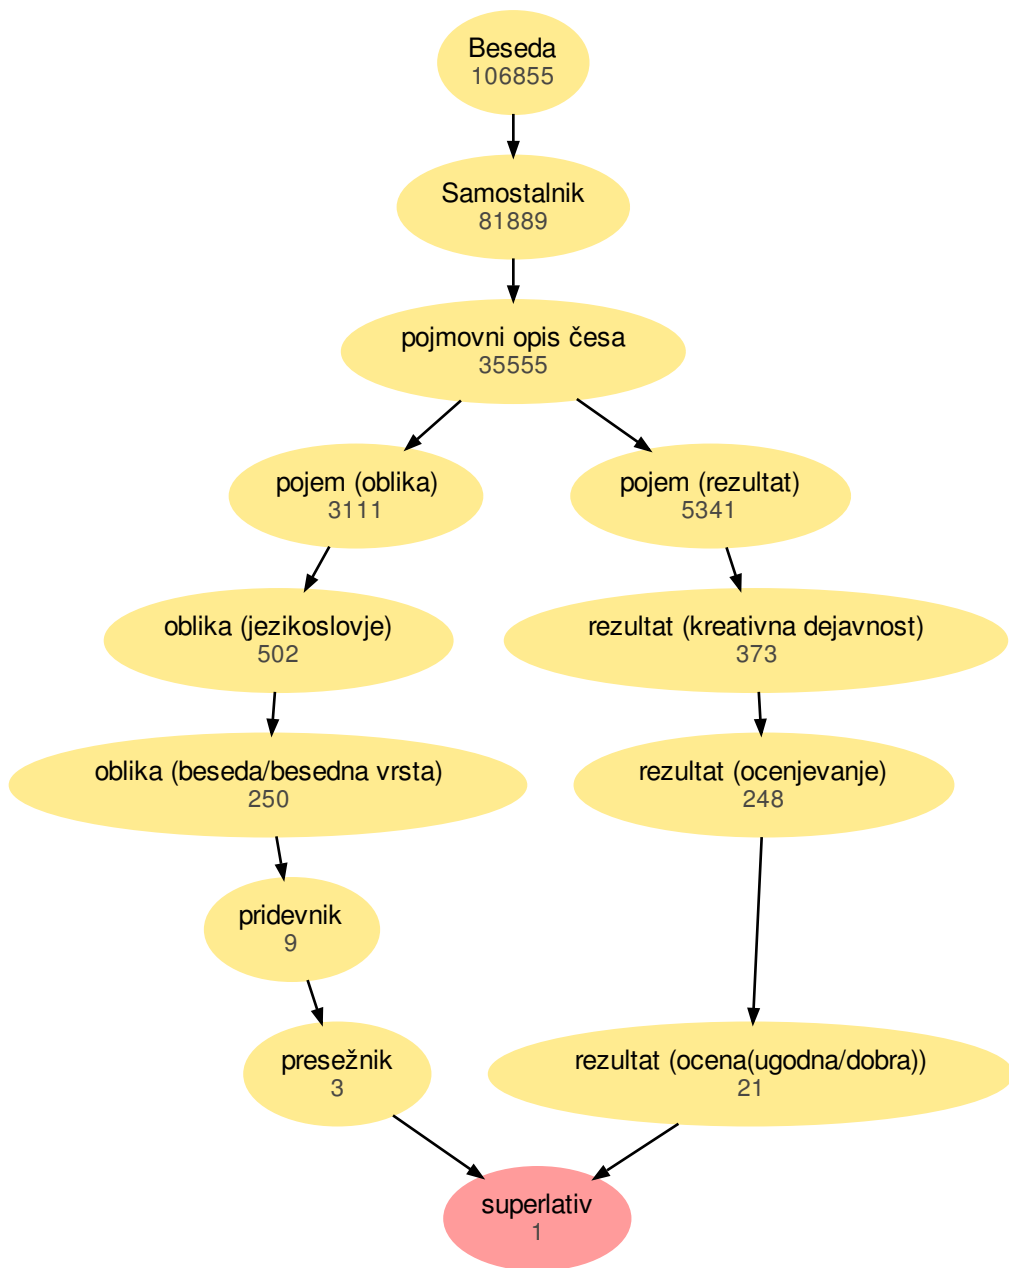 Beseda
106855
Samostalnik
81889
pojmovni opis česa
35555
pojem (oblika)
3111
pojem (rezultat)
5341
oblika (jezikoslovje)
502
rezultat (kreativna dejavnost)
373
oblika (beseda/besedna vrsta)
250
rezultat (ocenjevanje)
248
pridevnik
9
presežnik
3
rezultat (ocena(ugodna/dobra))
21
superlativ
1